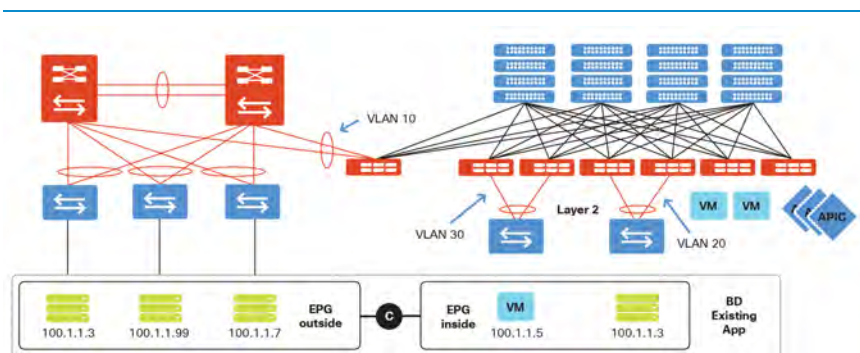 VLAN 10
VLAN 30
Layer 2
VLAN 20
VM
VM
APIC
EPG
outside
C
EPG
inside
VM
BD
Existing
App
100.1.1.3
100.1.1.99
100.1.1.7
100.1.1.5
100.1.1.3